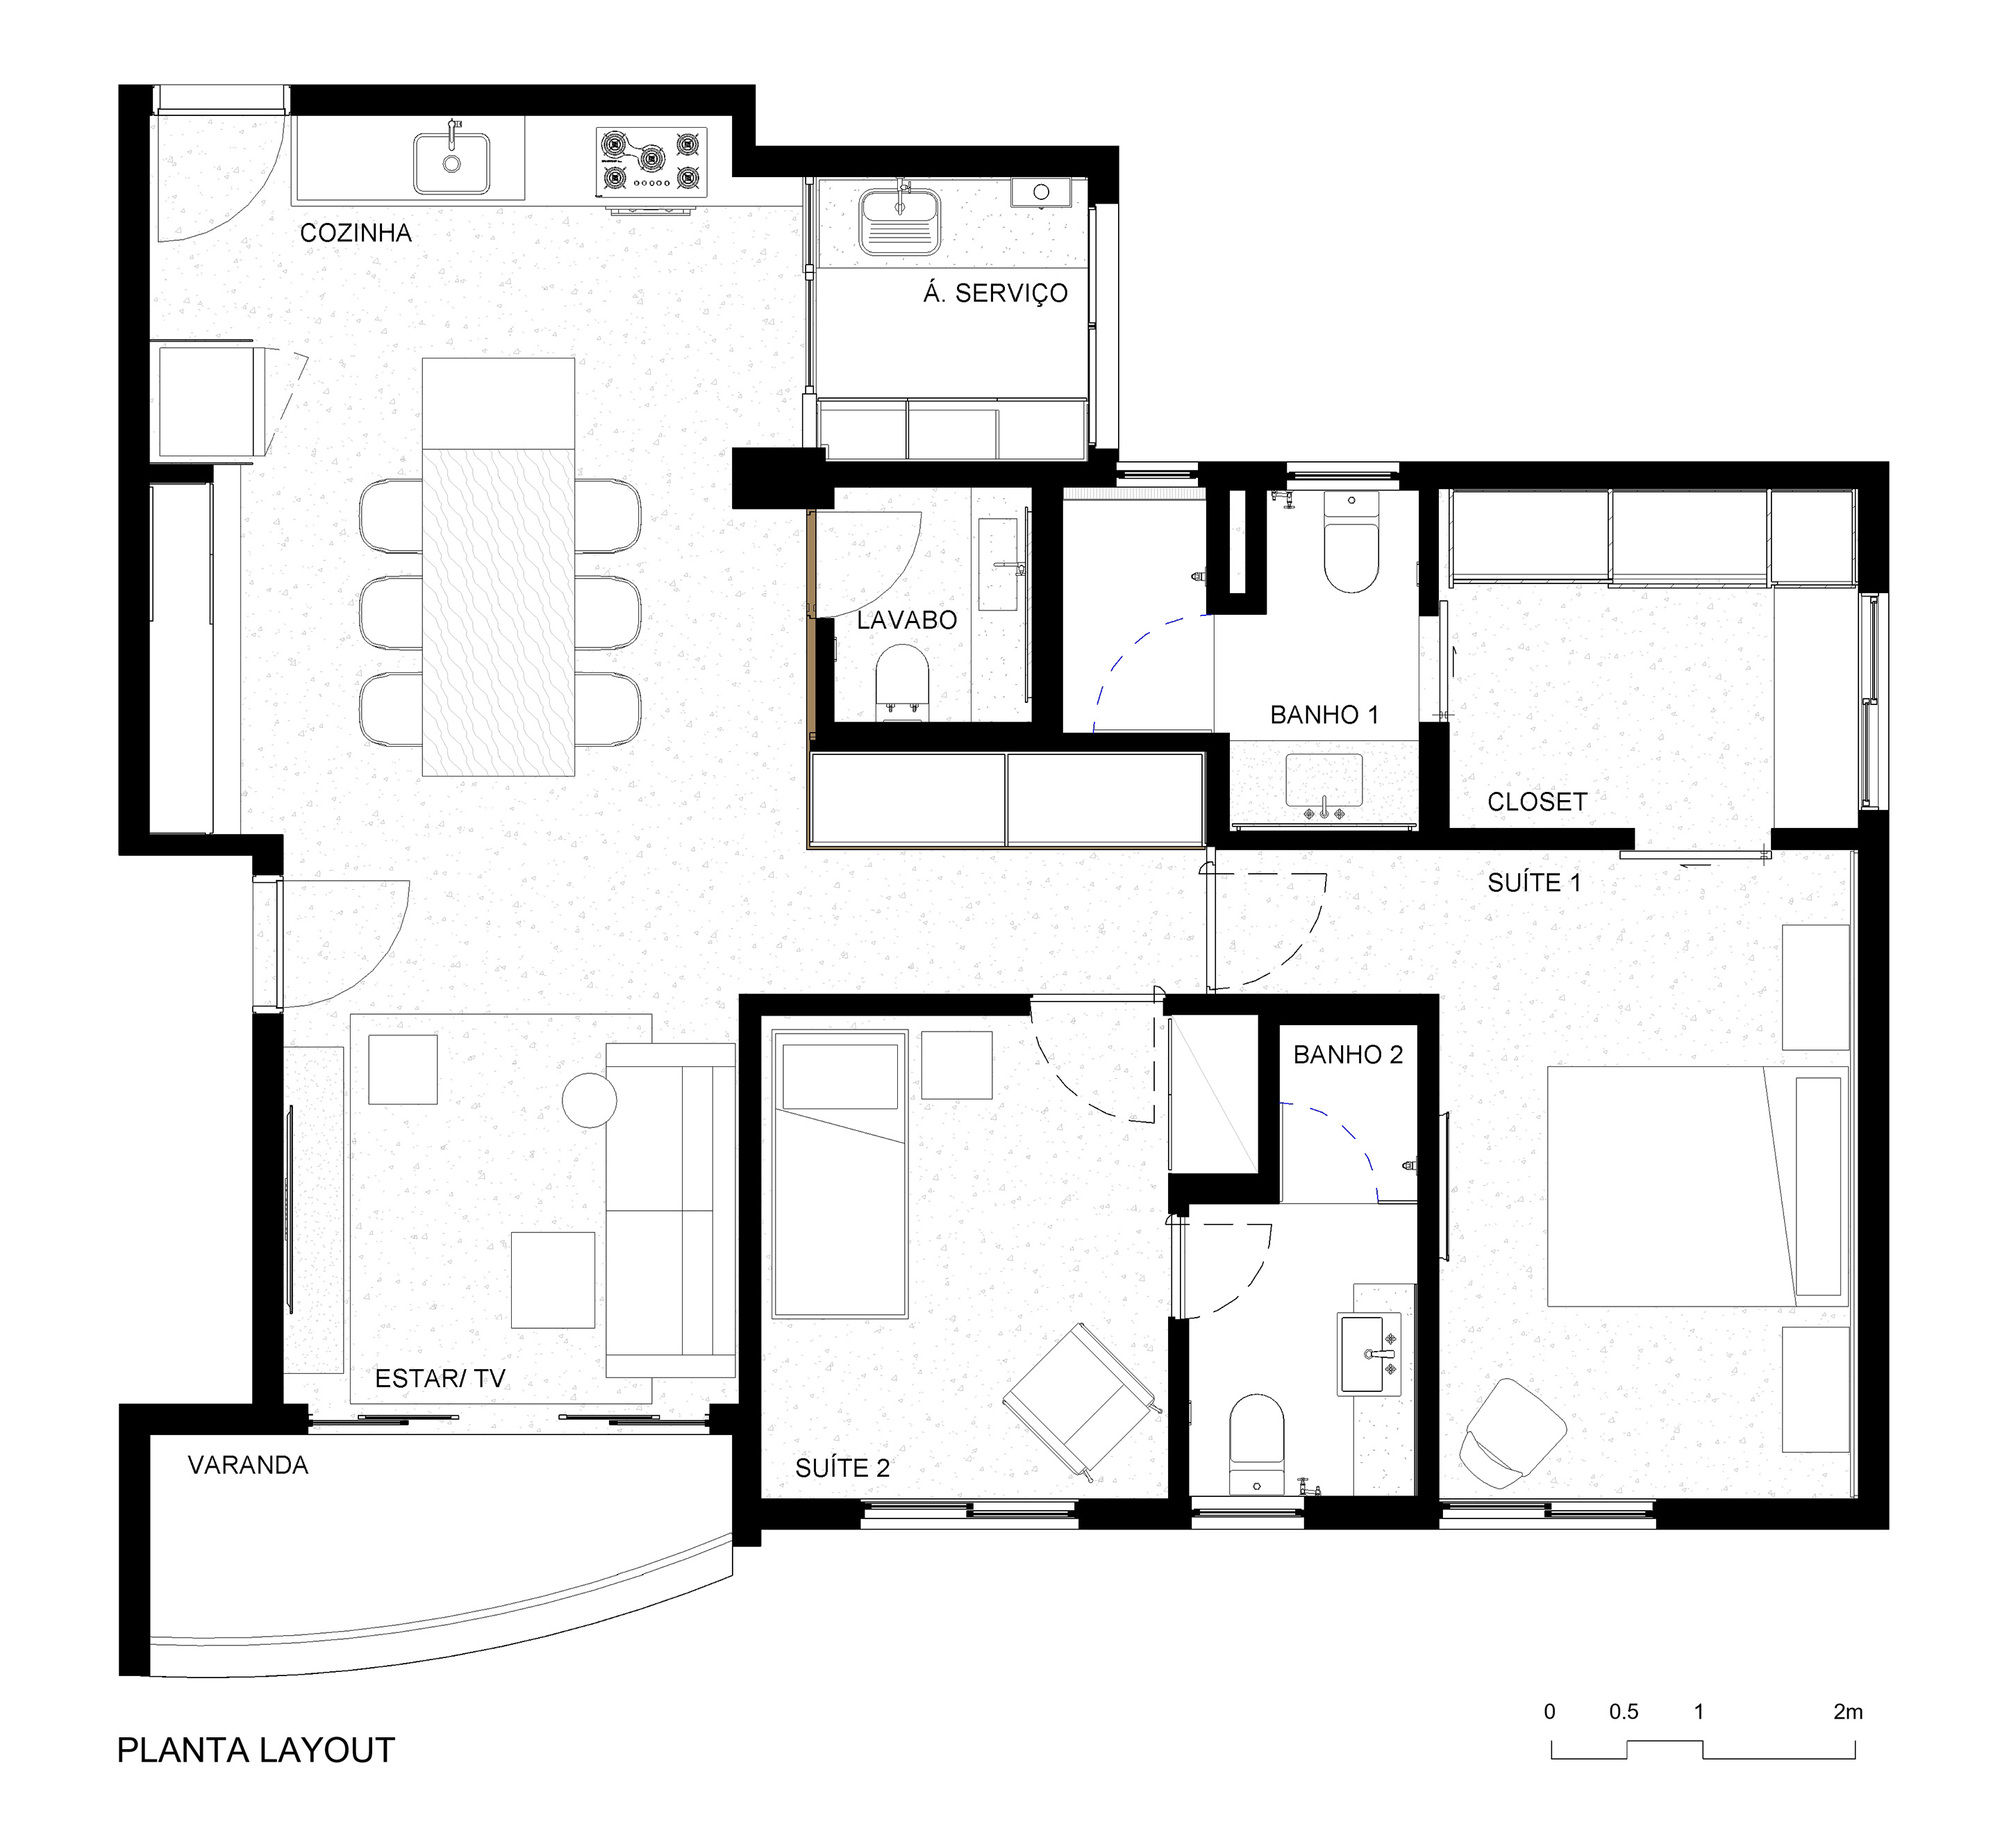 COZINHA
Á. SERVIÇO
LAVABO
BANHO 1
CLOSET
SUÍTE 1
BANHO 2
ESTAR/ TV
VARANDA
SUÍTE 2
0 0.5 1 2m
PLANTA LAYOUT